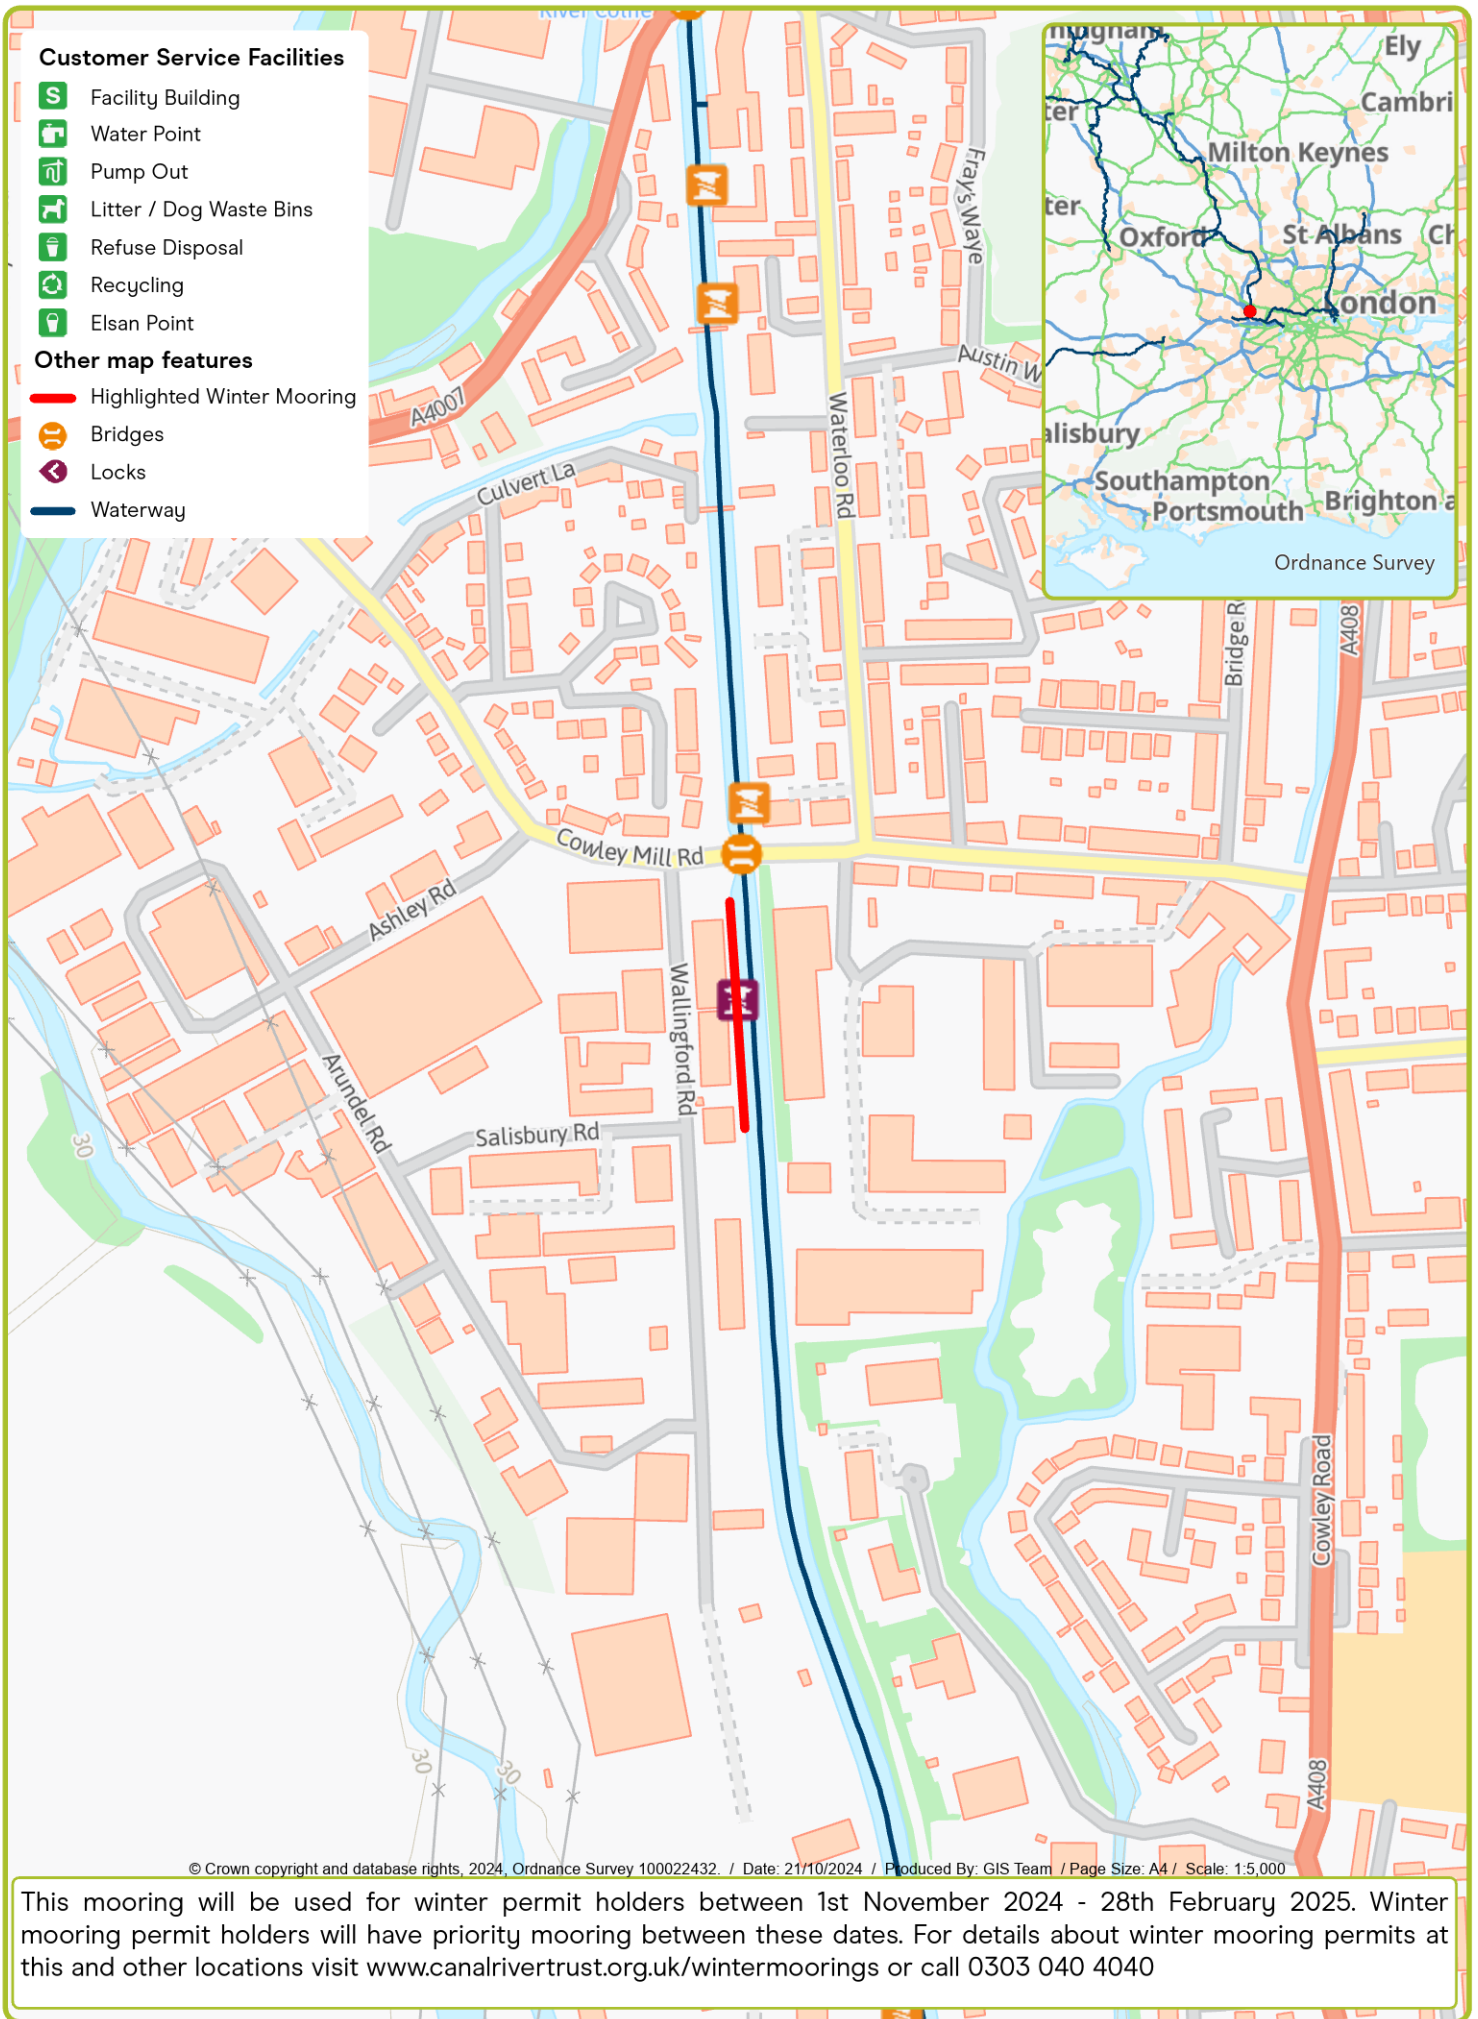 River Colne
Customer Service Facilities
S
Facility Building
Water Point
Pump Out
Litter / Dog Waste Bins
Refuse Disposal
Recycling
Elsan Point
Other map features
Highlighted Winter Mooring
Bridges
Locks
Waterway
Ely
Cambri
ter
Milton Keynes
ter
Oxford
St Albans
Ch
London
alisbury
Southampton
Portsmouth
Brighton a
Ordnance Survey
Fray's Waye
Austin W
A4007
Waterloo Rd
Culvert La
Bridge R
A408
Cowley Mill Rd
Ashley Rd
Wallingford Rd
Arundel Rd
Salisbury Rd
30
Cowley Road
30
30
A408
© Crown copyright and database rights, 2024, Ordnance Survey 100022432. / Date: 21/10/2024 / Produced By: GIS Team / Page Size: A4 / Scale: 1:5,000
This mooring will be used for winter permit holders between 1st November 2024 - 28th February 2025. Winter
mooring permit holders will have priority mooring between these dates. For details about winter mooring permits at
this and other locations visit www.canalrivertrust.org.uk/wintermoorings or call 0303 040 4040